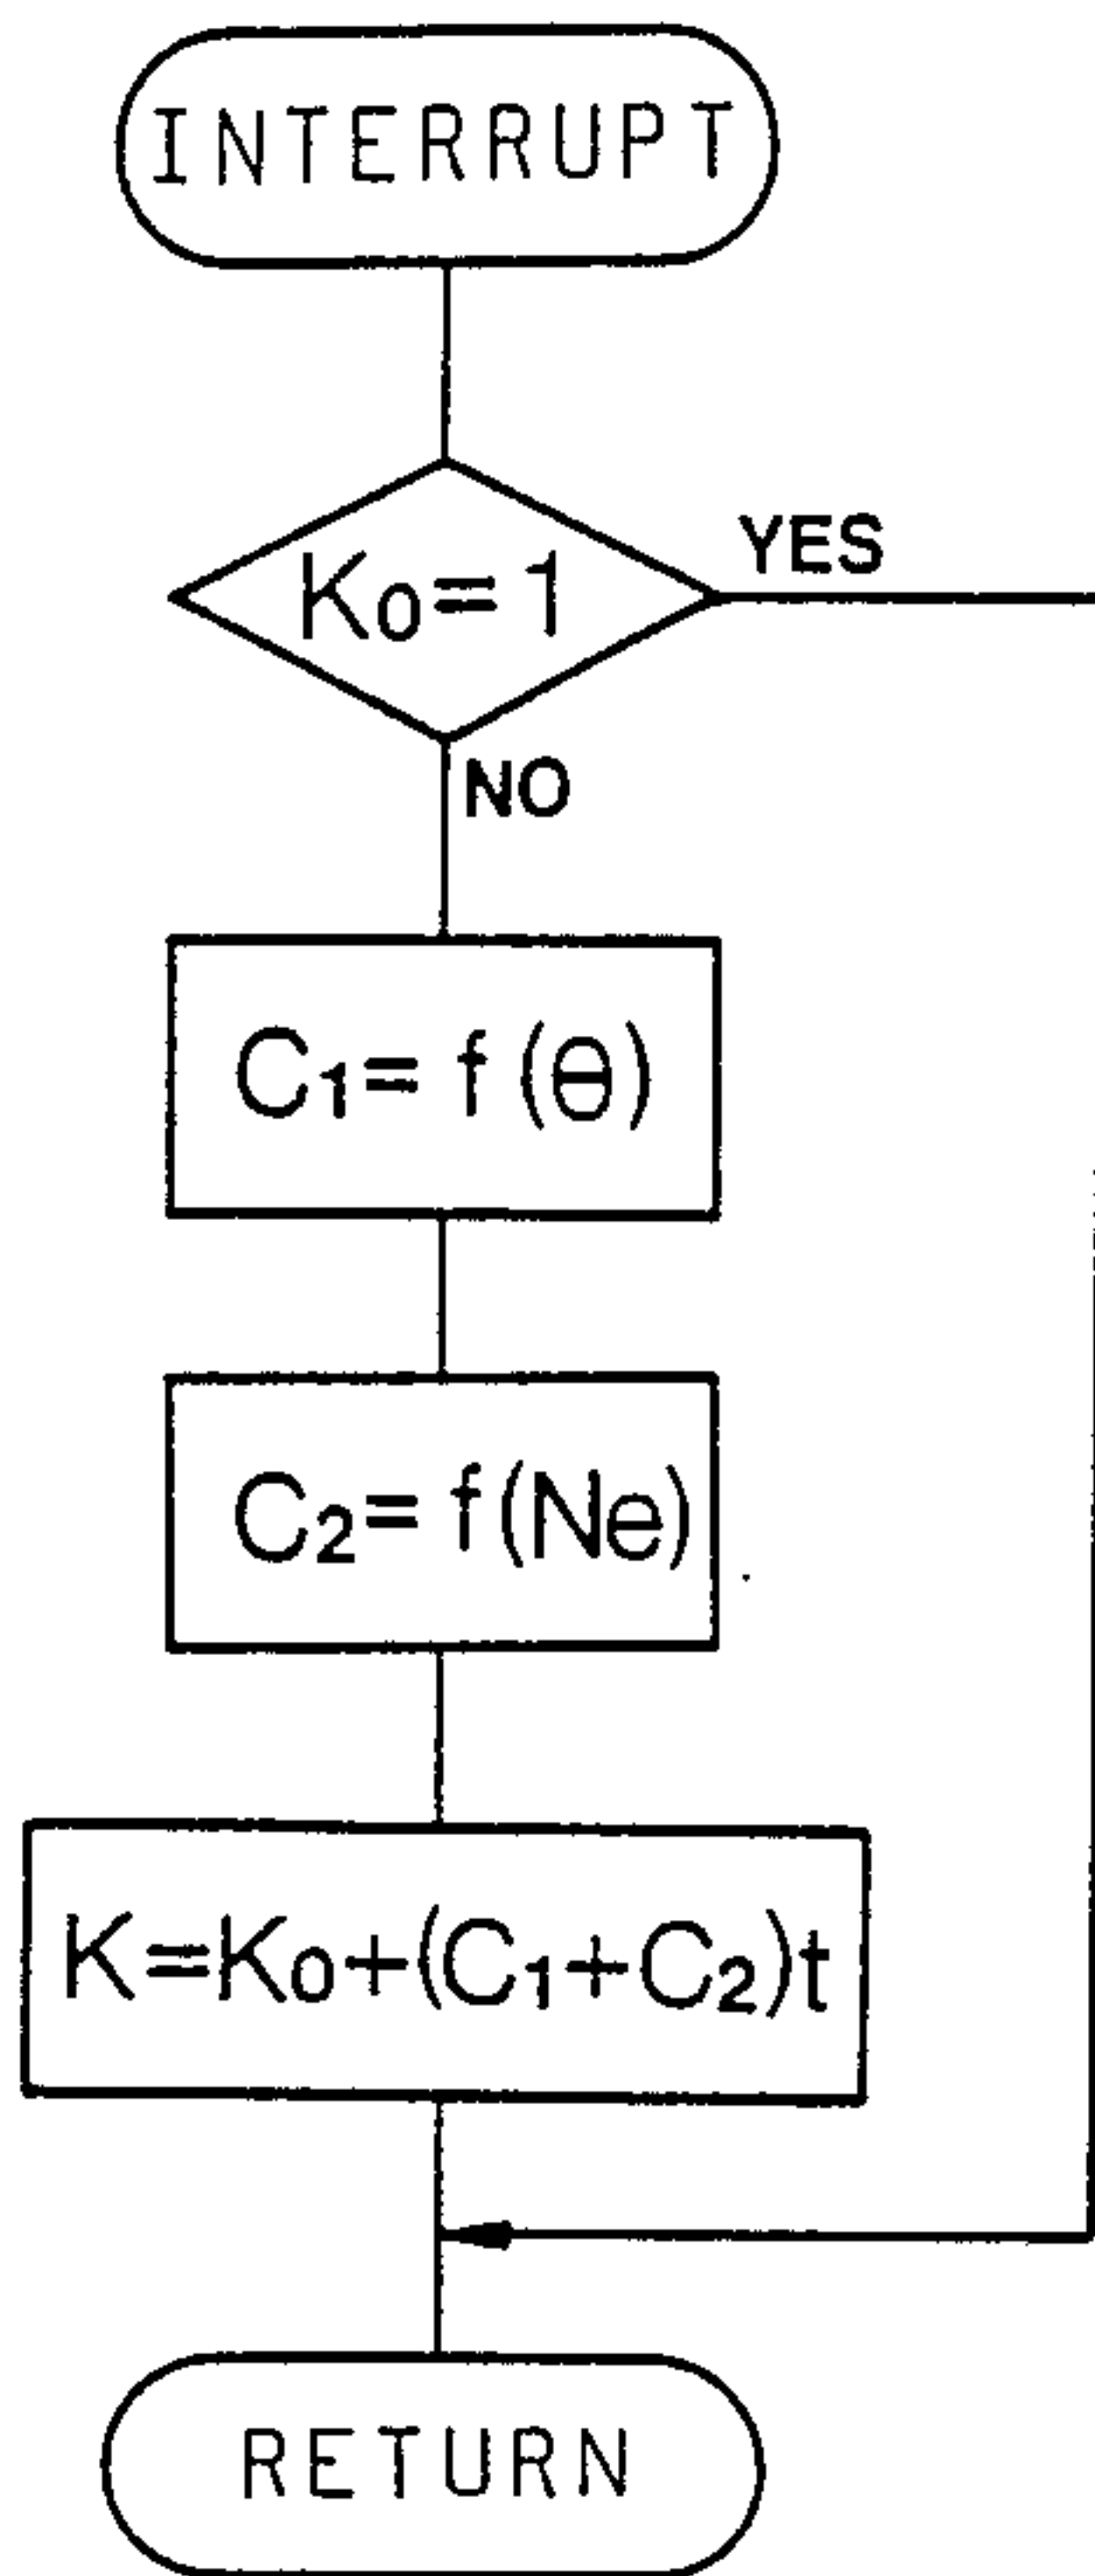 INTERRUPT
K₀=1
YES
NO
C₁= f(θ)
C₂= f(Ne)
K=K₀+(C₁+C₂)t
RETURN